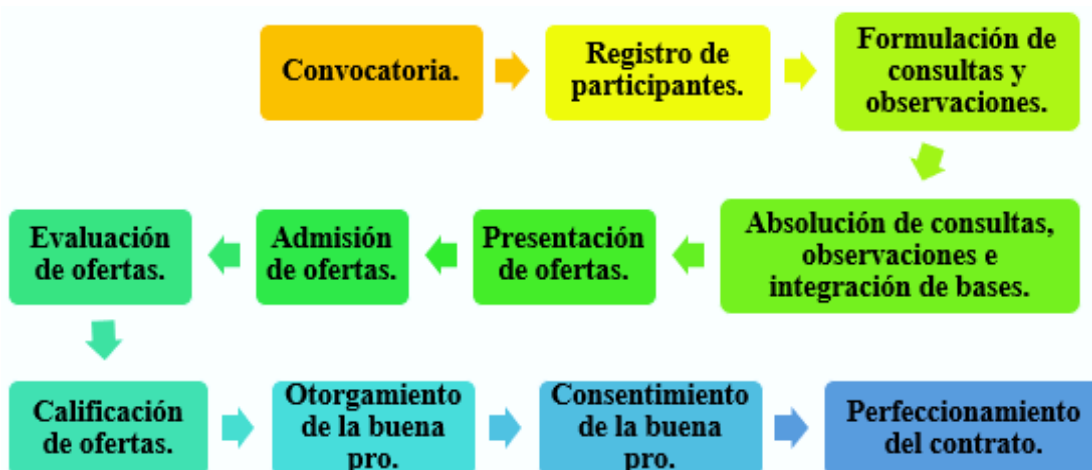 Convocatoria.
Registro de
participantes.
Formulación de
consultas y
observaciones.
Absolución de consultas,
observaciones e
integración de bases.
Presentación
de ofertas.
Admisión
de ofertas.
Evaluación
de ofertas.
Calificación
de ofertas.
Otorgamiento
de la buena
pro.
Consentimiento
de la buena
pro.
Perfeccionamiento
del contrato.